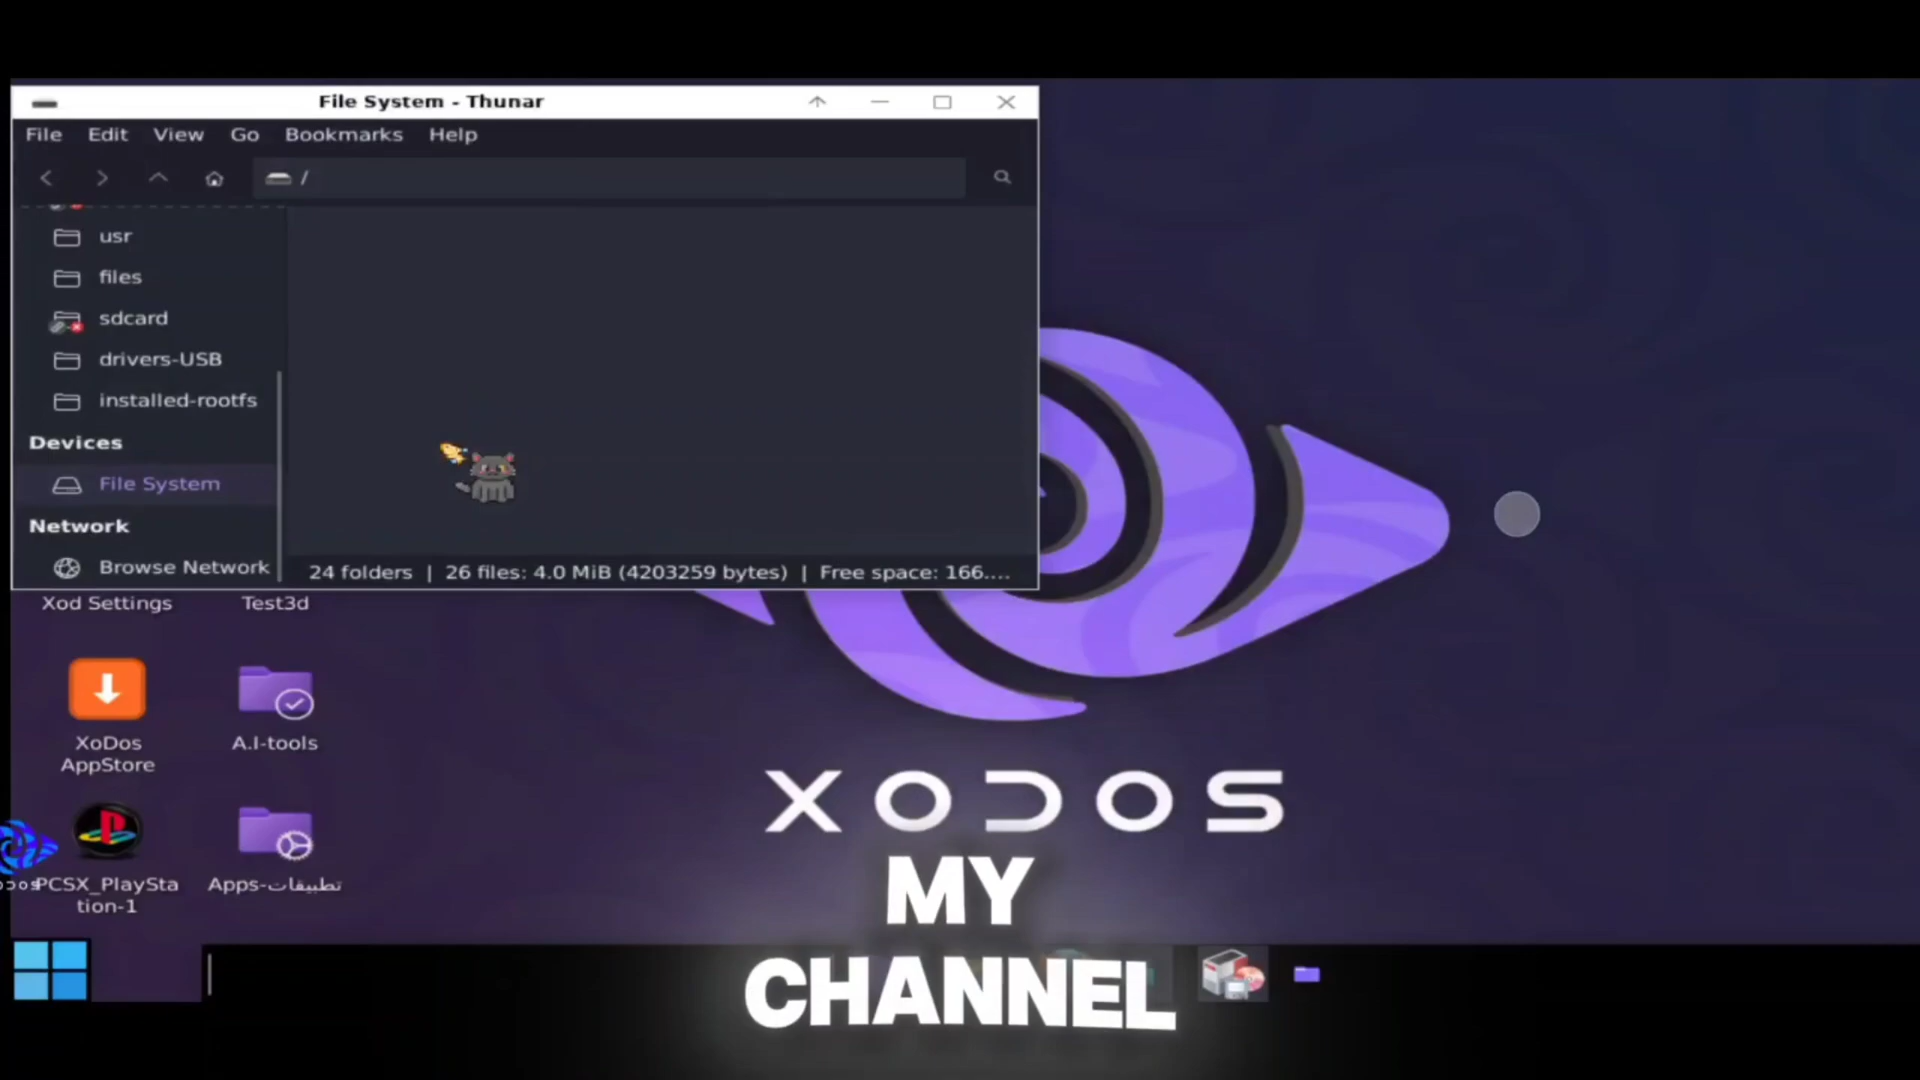 File System - Thunar
File Edit View Go Bookmarks Help
/
usr
files
sdcard
drivers-USB
installed-rootfs
Devices
File System
Network
Browse Network
24 folders | 26 files: 4.0 MiB (4203259 bytes) | Free space: 166....
Xod Settings
Test3d
XoDos
AppStore
A.I-tools
PCSX_PlaySta
tion-1
Apps-تطبيقات
XODOS
MY
CHANNEL